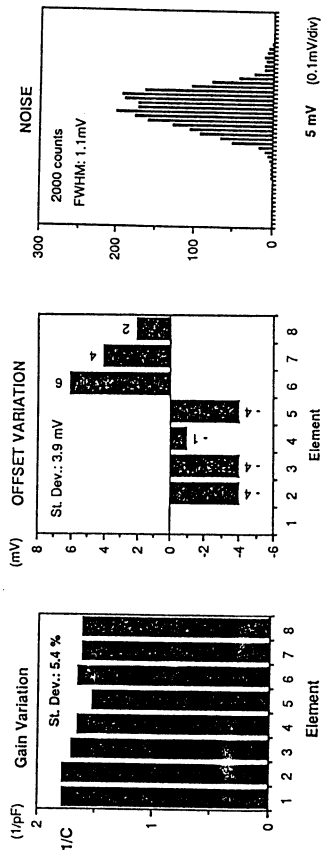 (1/pF)
Gain Variation
2
1/C
St. Dev.: 5.4 %
1
0
1 2 3 4 5 6 7 8
Element
(mV)
OFFSET VARIATION
8
6
4
2
0
-2
-4
-6
St. Dev.: 3.9 mV
-4
-4
-1
-4
6
4
2
1 2 3 4 5 6 7 8
Element
NOISE
300
200
100
0
2000 counts
FWHM: 1.1mV
5 mV (0.1mV/div)